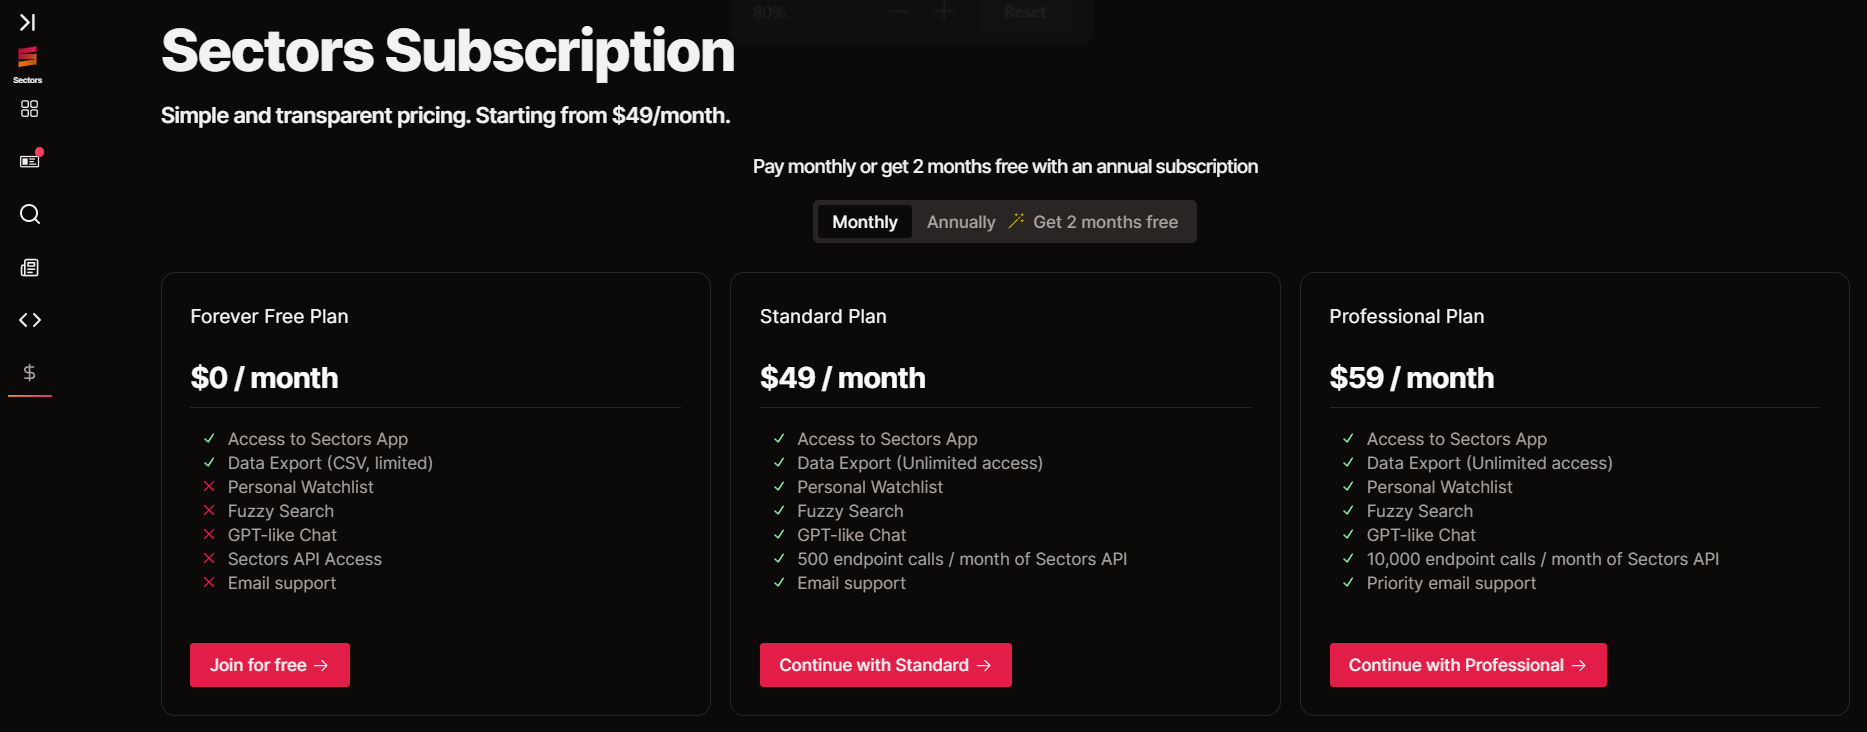 80%
Reset
Sectors
Sectors Subscription
Simple and transparent pricing. Starting from $49/month.
Pay monthly or get 2 months free with an annual subscription
Monthly Annually Get 2 months free
Forever Free Plan
$0 / month
Access to Sectors App
Data Export (CSV, limited)
Personal Watchlist
Fuzzy Search
GPT-like Chat
Sectors API Access
Email support
Join for free →
Standard Plan
$49 / month
Access to Sectors App
Data Export (Unlimited access)
Personal Watchlist
Fuzzy Search
GPT-like Chat
500 endpoint calls / month of Sectors API
Email support
Continue with Standard →
Professional Plan
$59 / month
Access to Sectors App
Data Export (Unlimited access)
Personal Watchlist
Fuzzy Search
GPT-like Chat
10,000 endpoint calls / month of Sectors API
Priority email support
Continue with Professional →